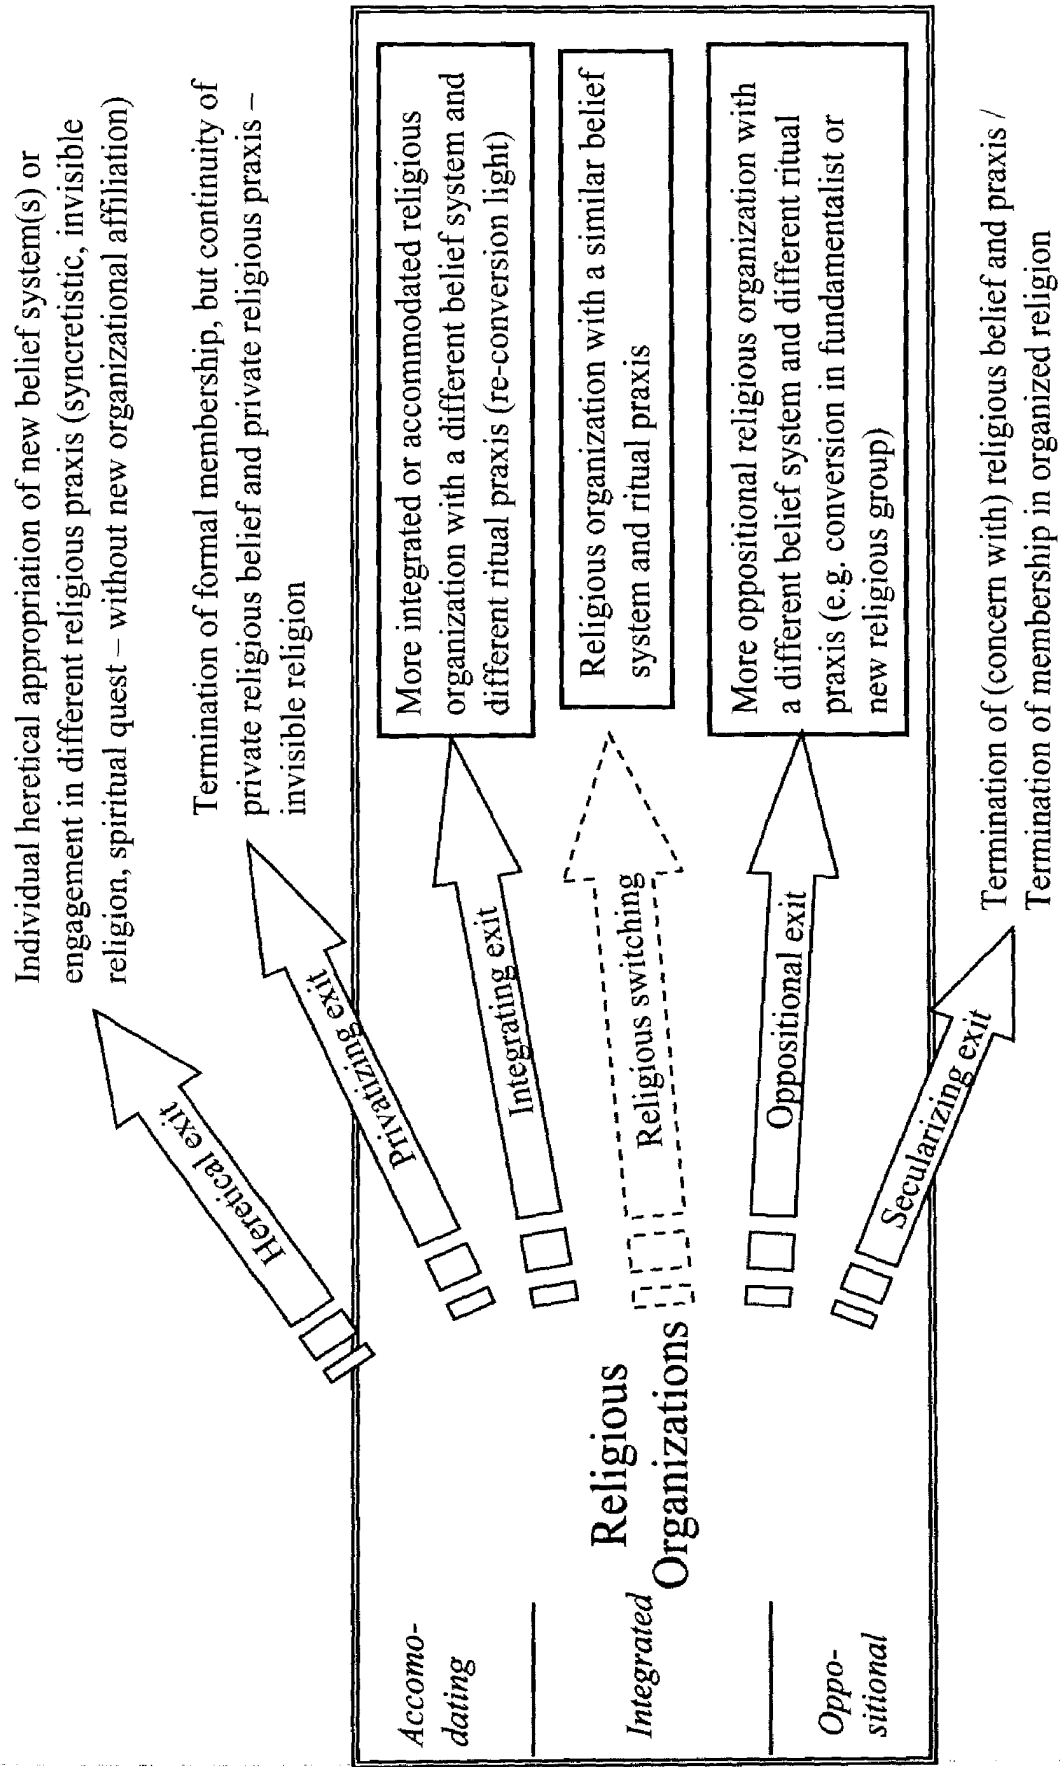 Individual heretical appropriation of new belief system(s) or
engagement in different religious praxis (syncretistic, invisible
religion, spiritual quest – without new organizational affiliation)
Termination of formal membership, but continuity of
private religious belief and private religious praxis –
invisible religion
Heretical exit
Privatizing exit
Accomo-
dating
Integrating exit
More integrated or accommodated religious
organization with a different belief system and
different ritual praxis (re-conversion light)
Integrated
Religious
Organizations
Religious switching
Religious organization with a similar belief
system and ritual praxis
Oppo-
sitional
Oppositional exit
More oppositional religious organization with
a different belief system and different ritual
praxis (e.g. conversion in fundamentalist or
new religious group)
Secularizing exit
Termination of (concern with) religious belief and praxis /
Termination of membership in organized religion